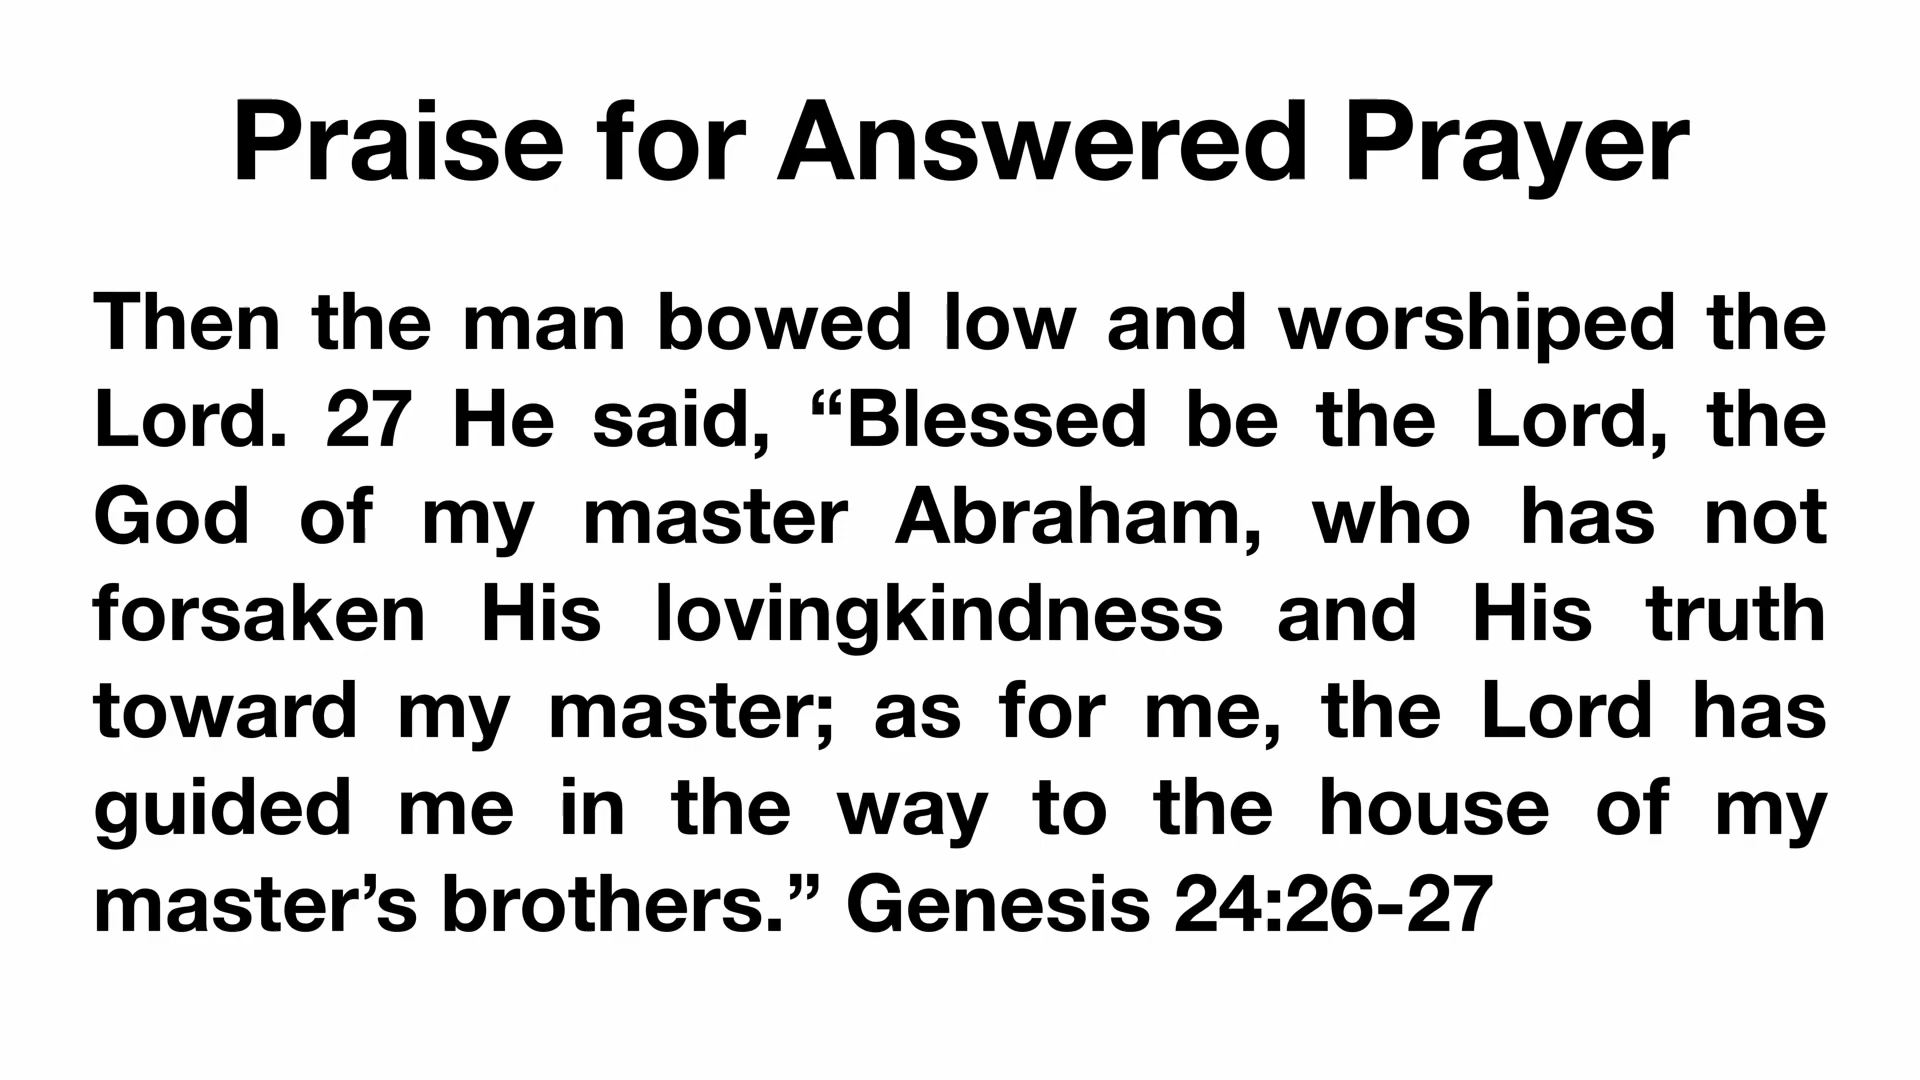 Praise for Answered Prayer
Then the man bowed low and worshiped the
Lord. 27 He said, “Blessed be the Lord, the
God of my master Abraham, who has not
forsaken His lovingkindness and His truth
toward my master; as for me, the Lord has
guided me in the way to the house of my
master’s brothers.” Genesis 24:26-27